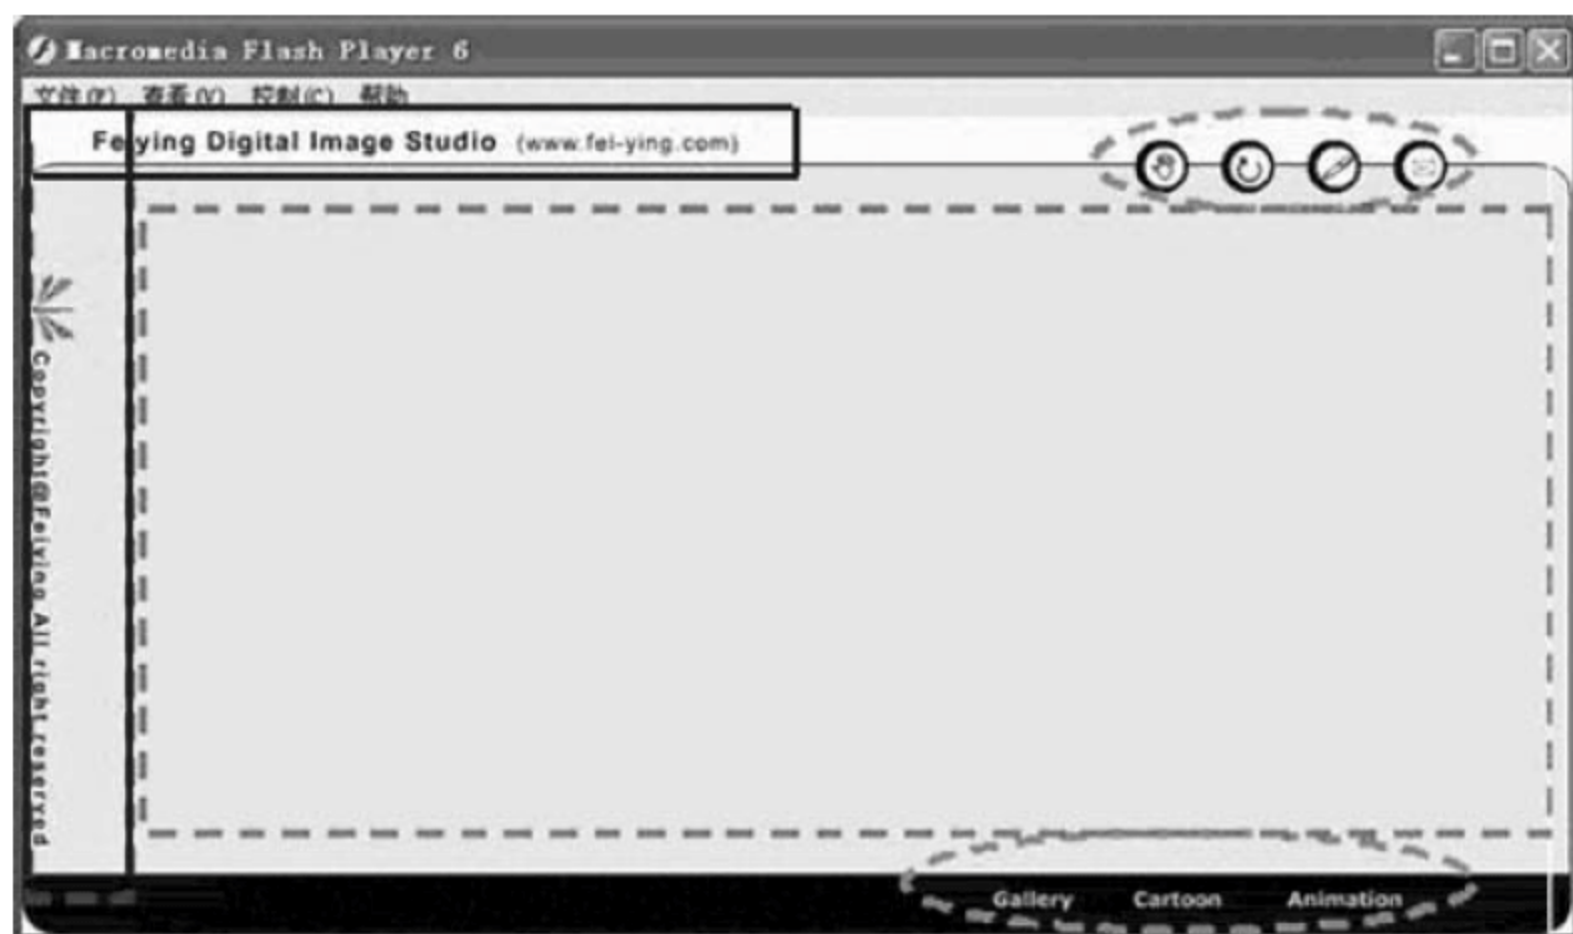 Macromedia Flash Player 6
文件(F) 查看(V) 控制(C) 帮助
Feiying Digital Image Studio (www.fei-ying.com)
Copyright@Feiying All right reserved
Gallery Cartoon Animation